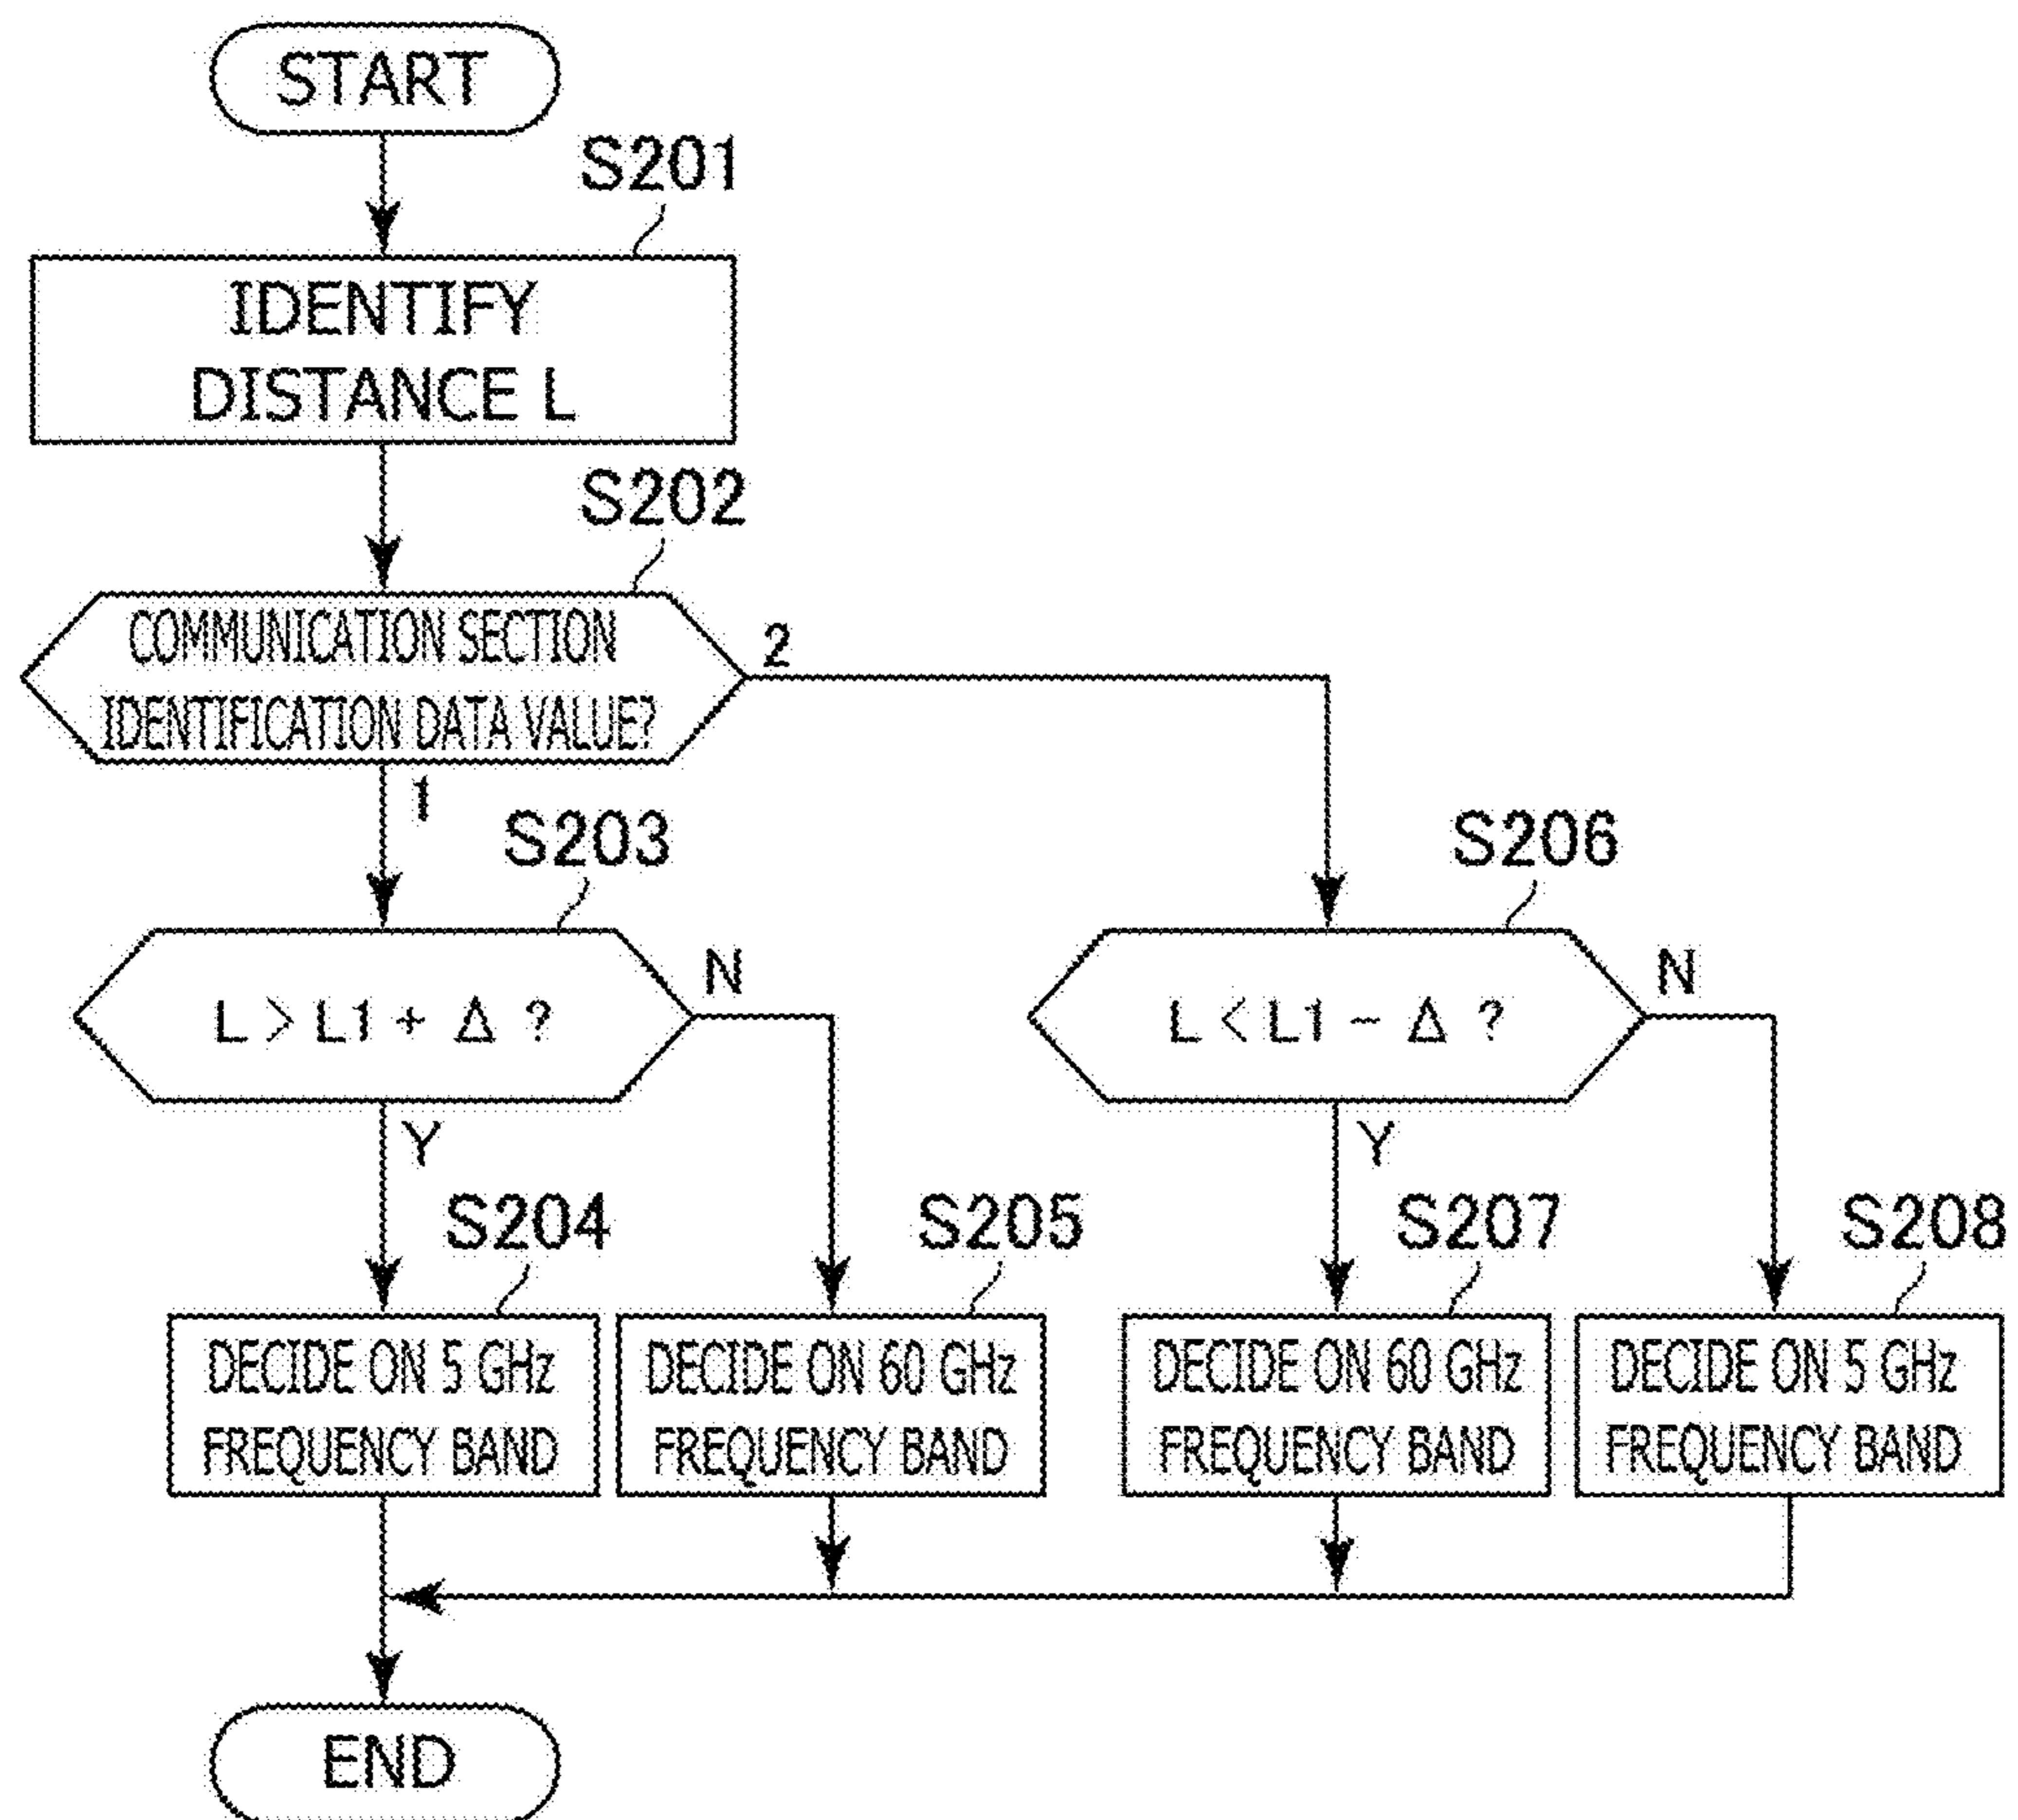 START
S201
IDENTIFY
DISTANCE L
S202
COMMUNICATION SECTION
IDENTIFICATION DATA VALUE?
2
1
S203
L > L1 + Δ ?
N
Y
S206
L < L1 - Δ ?
N
Y
S204
DECIDE ON 5 GHz
FREQUENCY BAND
S205
DECIDE ON 60 GHz
FREQUENCY BAND
S207
DECIDE ON 60 GHz
FREQUENCY BAND
S208
DECIDE ON 5 GHz
FREQUENCY BAND
END